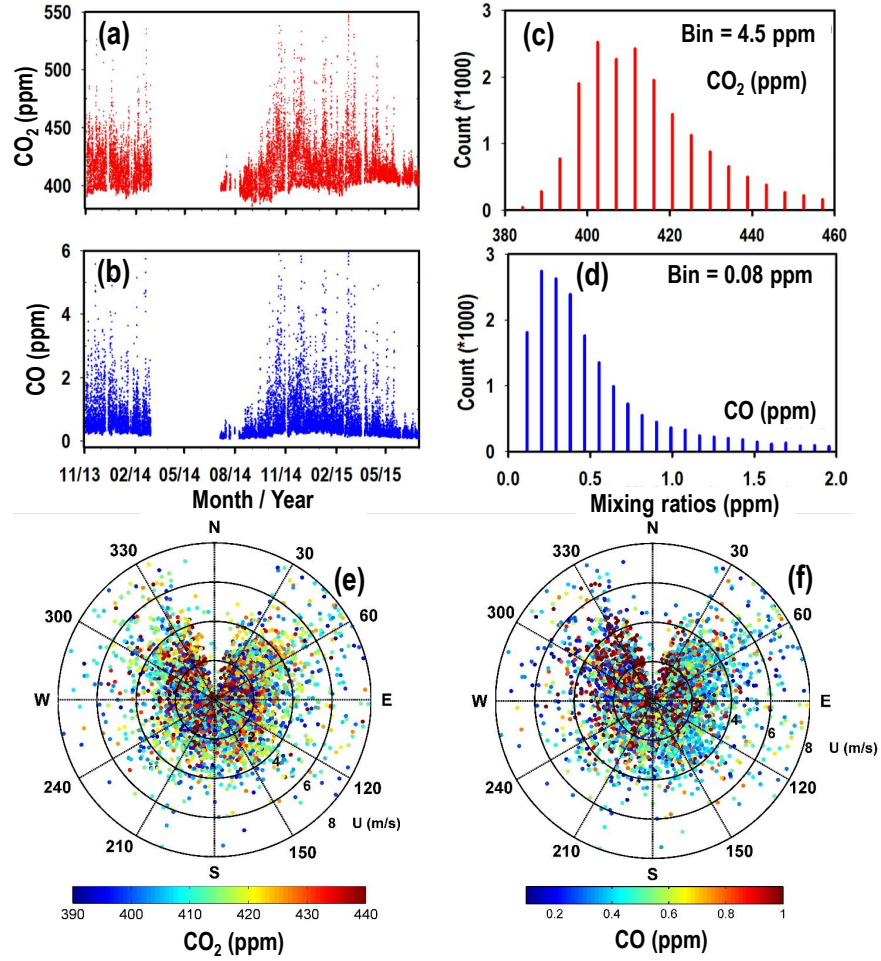 (a)
550
500
450
400
CO2 (ppm)
(b)
6
4
2
0
CO (ppm)
11/13 02/14 05/14 08/14 11/14 02/15 05/15
Month / Year
(c)
Bin = 4.5 ppm
CO2 (ppm)
3
2
1
0
Count (*1000)
380 400 420 440 460
(d)
Bin = 0.08 ppm
CO (ppm)
3
2
1
0
Count (*1000)
0.0 0.5 1.0 1.5 2.0
Mixing ratios (ppm)
(e)
N
330 30
300 60
W E
240 120
210 150
S
2
4
6
8 U (m/s)
390 400 410 420 430 440
CO2 (ppm)
(f)
N
330 30
300 60
W E
240 120
210 150
S
2
4
6
8
U (m/s)
0.2 0.4 0.6 0.8 1
CO (ppm)